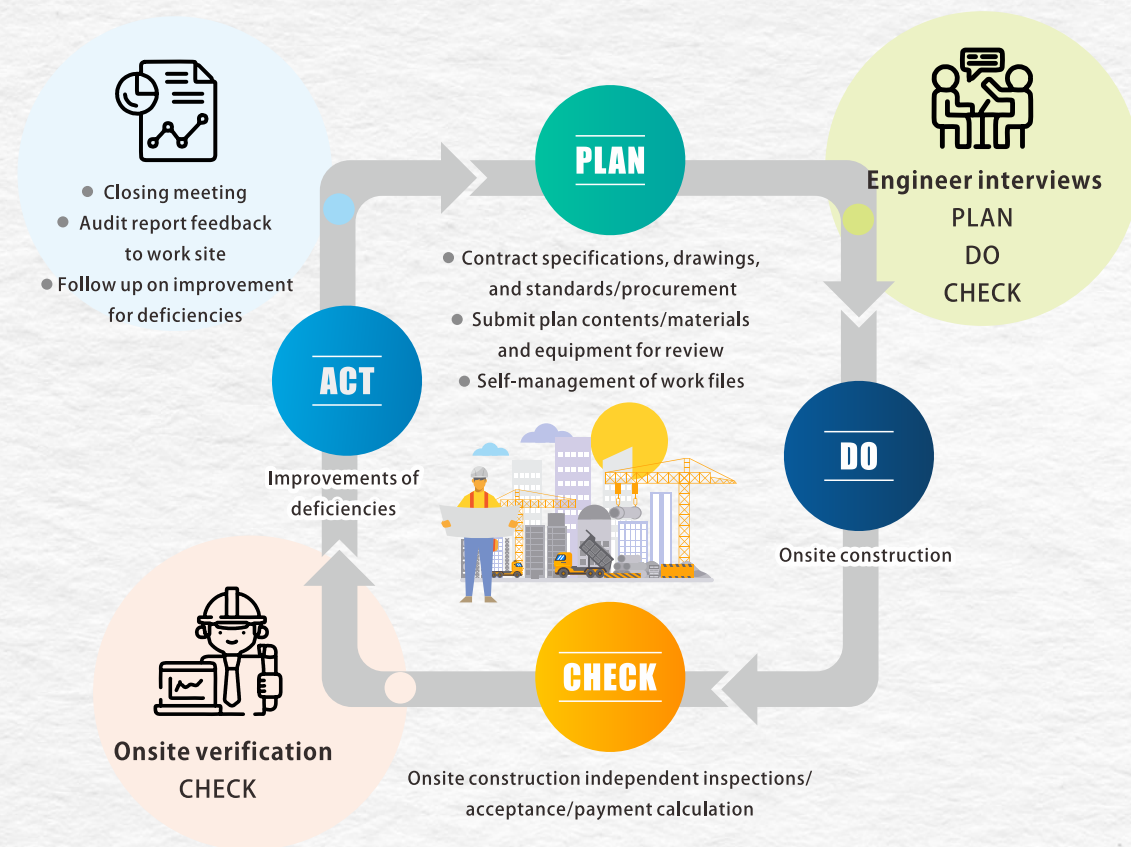 ● Closing meeting
● Audit report feedback
to work site
● Follow up on improvement
for deficiencies
PLAN
● Contract specifications, drawings,
and standards/procurement
● Submit plan contents/materials
and equipment for review
● Self-management of work files
Engineer interviews
PLAN
DO
CHECK
ACT
Improvements of
deficiencies
DO
Onsite construction
CHECK
Onsite construction independent inspections/
acceptance/payment calculation
Onsite verification
CHECK